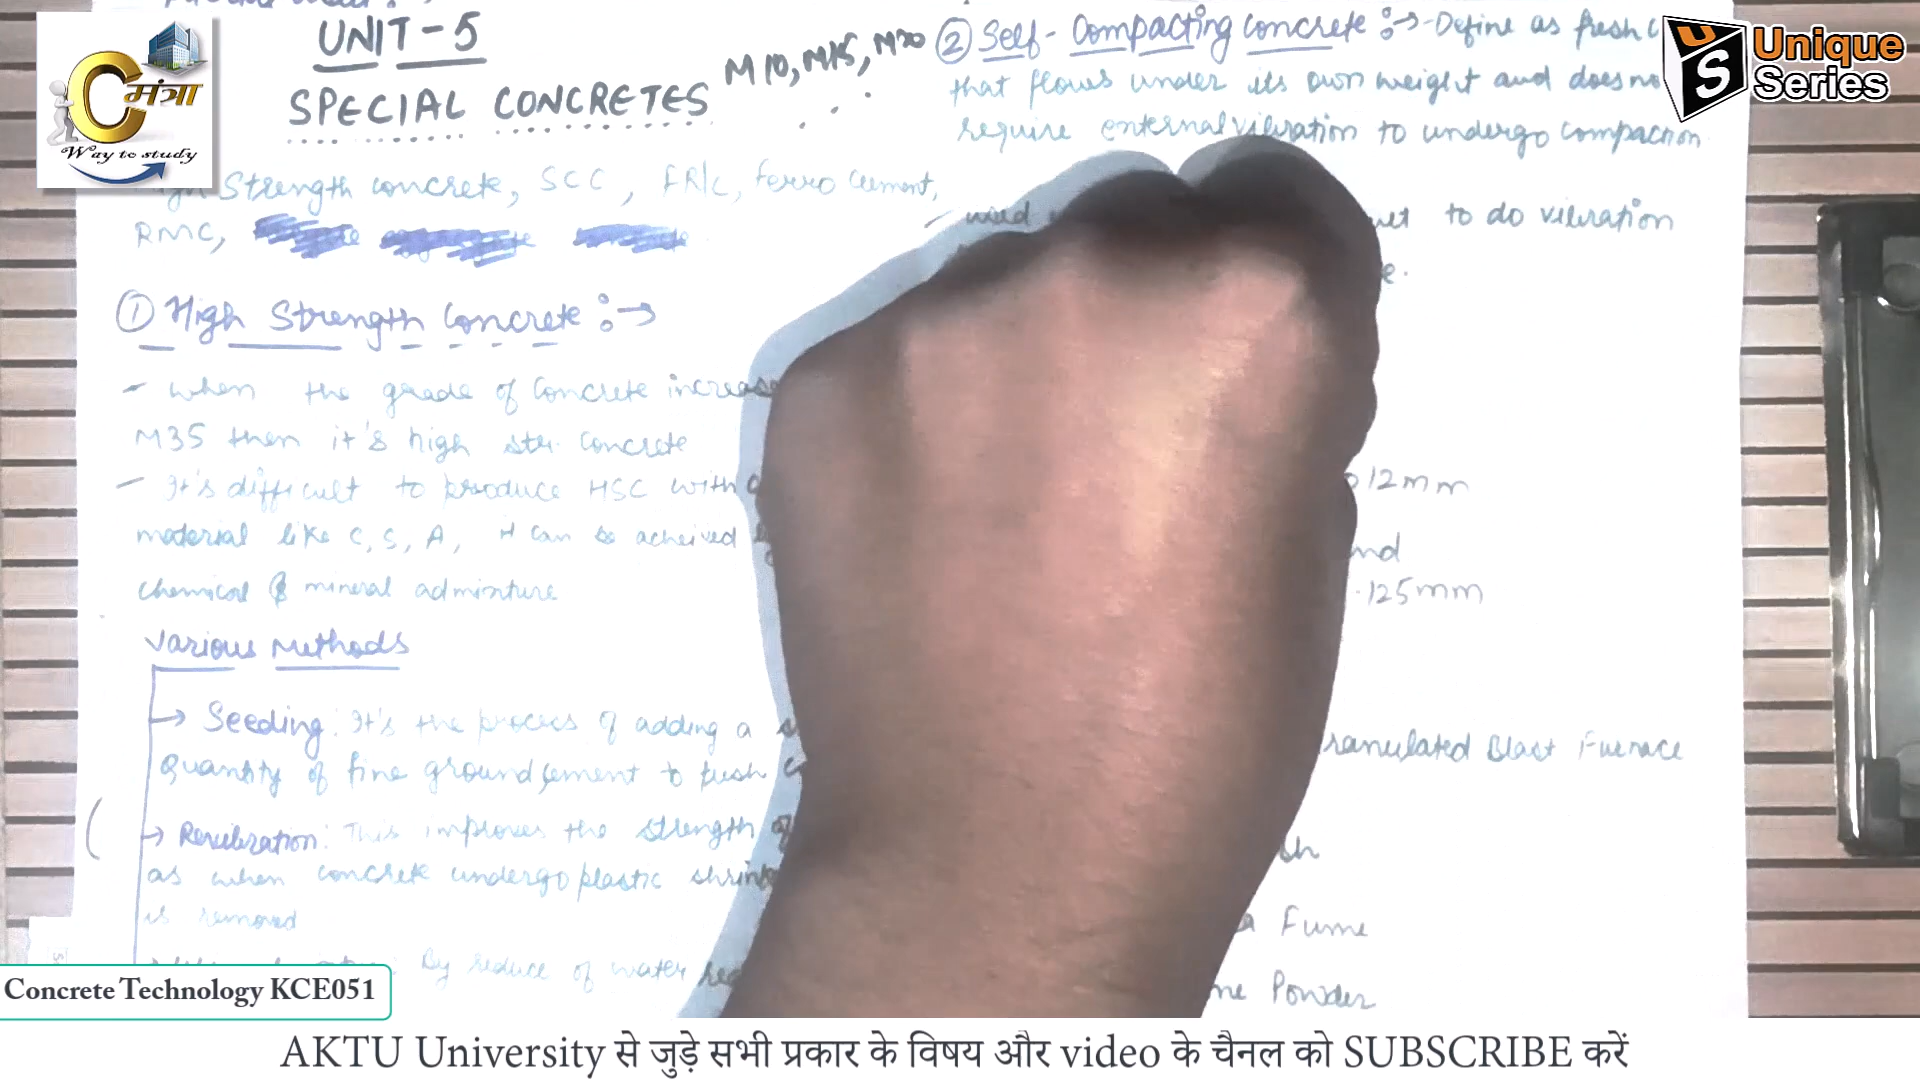 UNIT-5
SPECIAL CONCRETES
M10, M15, M20
Strength concrete, SCC, FRC, Ferro Cement,
RMC,
① High Strength Concrete :→
- When the grade of Concrete increase
M35 then it's high str. concrete
- It's difficult to produce HSC with
material like C, S, A, it can be acheived
chemical & mineral admixture
Various Methods
→ Seeding: It's the process of adding a
Quantity of fine ground cement to fresh
→ Revibration: This improves the strength
as when concrete undergo plastic
is removed
By reduce of water
② Self-Compacting Concrete :→ Define as fresh
that flows under its own weight and does
require external vibration to undergo compaction
used
to do vibration
12mm
125mm
Granulated Blast Furnace
Fume
Powder
C मंत्रा
Way to study
US Unique
Series
Concrete Technology KCE051
AKTU University से जुड़े सभी प्रकार के विषय और video के चैनल को SUBSCRIBE करें